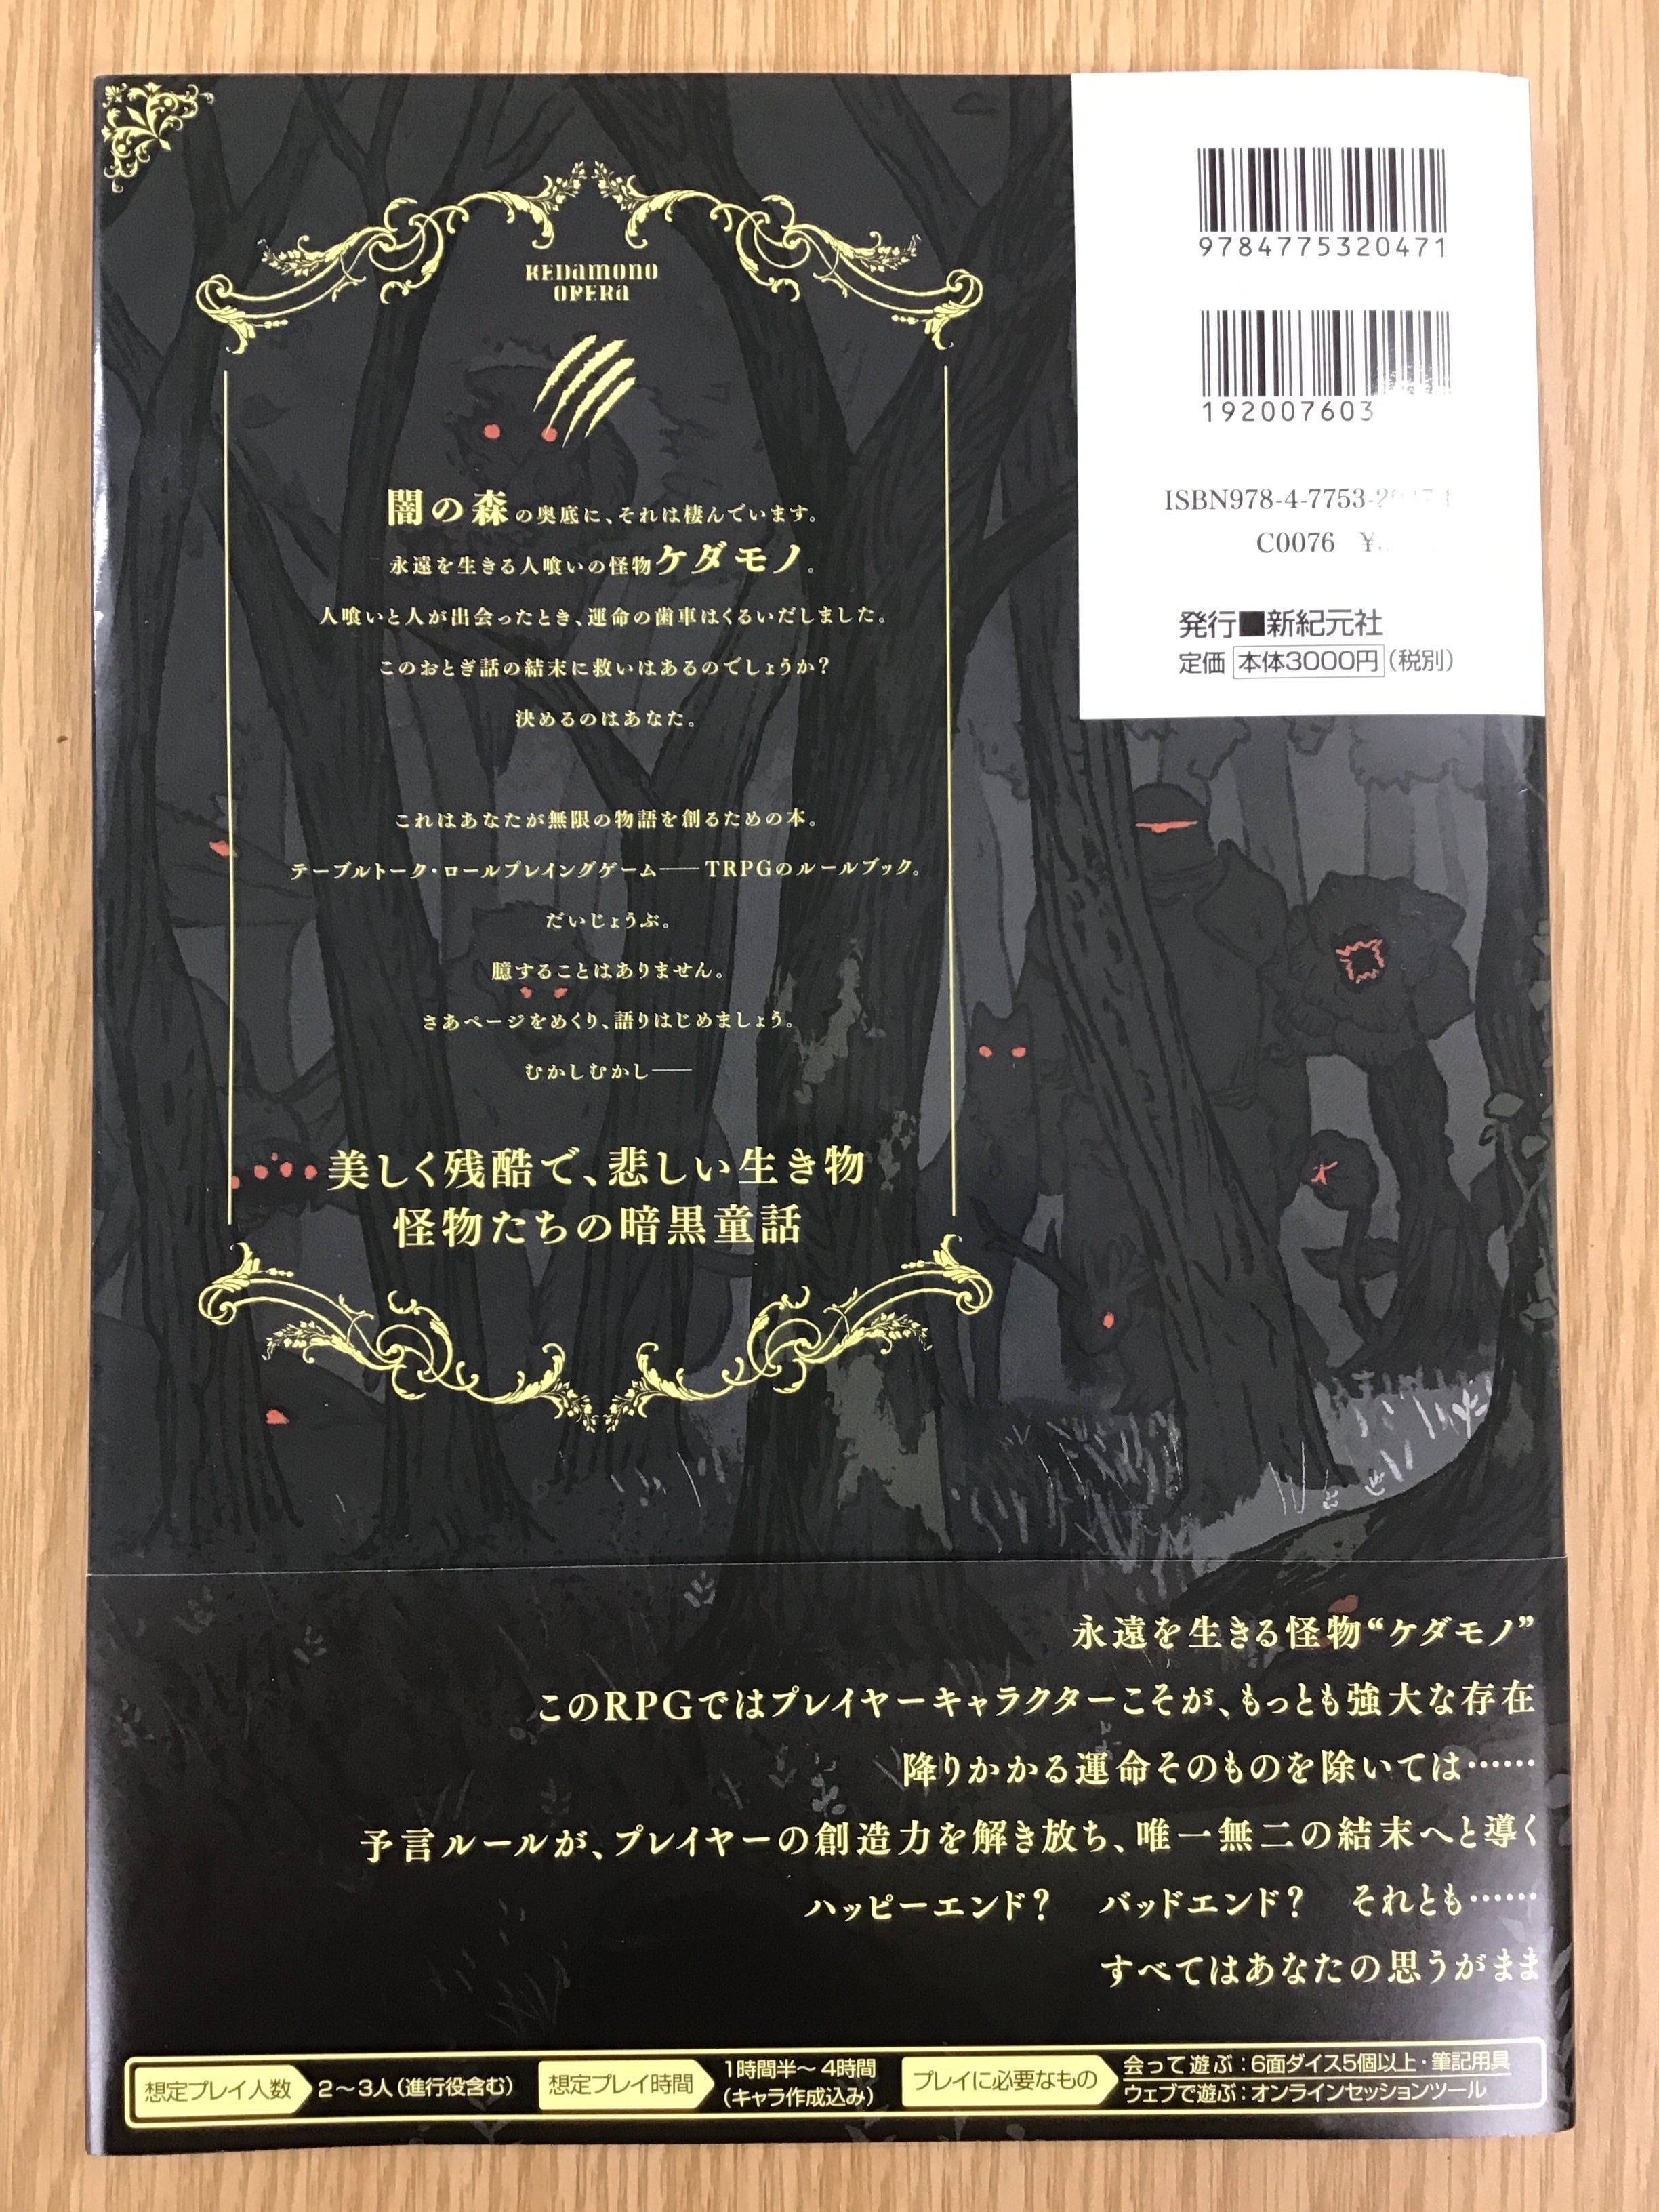 KEDAMONO
OPERA
闇の森の奥底に、それは棲んでいます。
永遠を生きる人喰いの怪物ケダモノ。
人喰いと人が出会ったとき、運命の歯車はくるいだしました。
このおとぎ話の結末に救いはあるのでしょうか？
決めるのはあなた。
これはあなたが無限の物語を創るための本。
テーブルトーク・ロールプレイングゲーム――TRPGのルールブック。
だいじょうぶ。
臆することはありません。
さあページをめくり、語りはじめましょう。
むかしむかし――
美しく残酷で、悲しい生き物
怪物たちの暗黒童話
9784775320471
192007603
ISBN978-4-7753-
C0076 ¥
発行■新紀元社
定価 本体3000円（税別）
永遠を生きる怪物“ケダモノ”
このRPGではプレイヤーキャラクターこそが、もっとも強大な存在
降りかかる運命そのものを除いては……
予言ルールが、プレイヤーの創造力を解き放ち、唯一無二の結末へと導く
ハッピーエンド？ バッドエンド？ それとも……
すべてはあなたの思うがまま
想定プレイ人数 2～3人（進行役含む）
想定プレイ時間 1時間半～4時間
（キャラ作成込み）
プレイに必要なもの 会って遊ぶ：6面ダイス5個以上・筆記用具
ウェブで遊ぶ：オンラインセッションツール